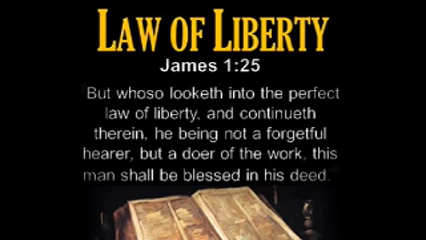 LAW OF LIBERTY
James 1:25
But whoso looketh into the perfect
law of liberty, and continueth
therein, he being not a forgetful
hearer, but a doer of the work, this
man shall be blessed in his deed.